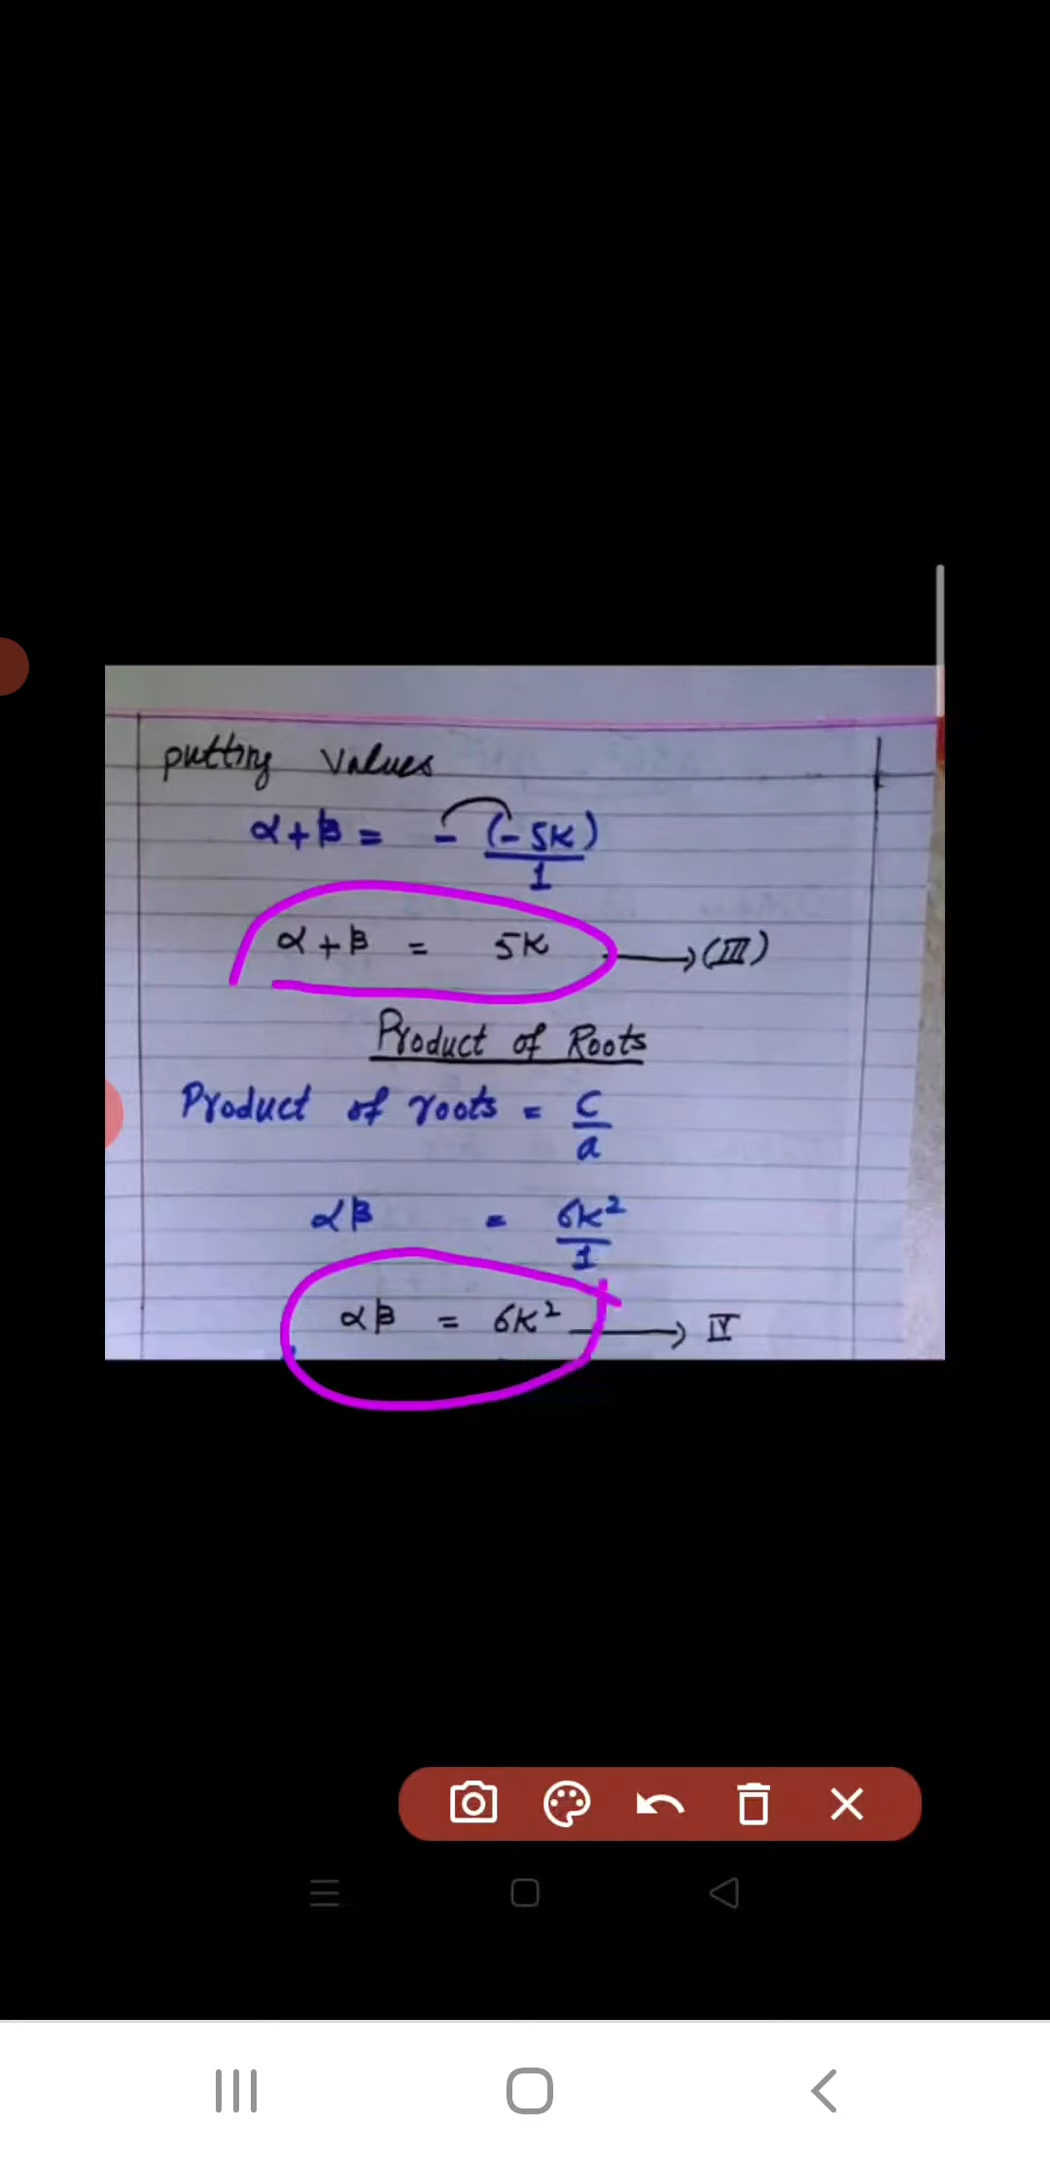 putting values
α+β = - (-5K)
1
α+β = 5K → (III)
Product of Roots
Product of roots = C
a
αβ = 6K²
1
αβ = 6K² → IV